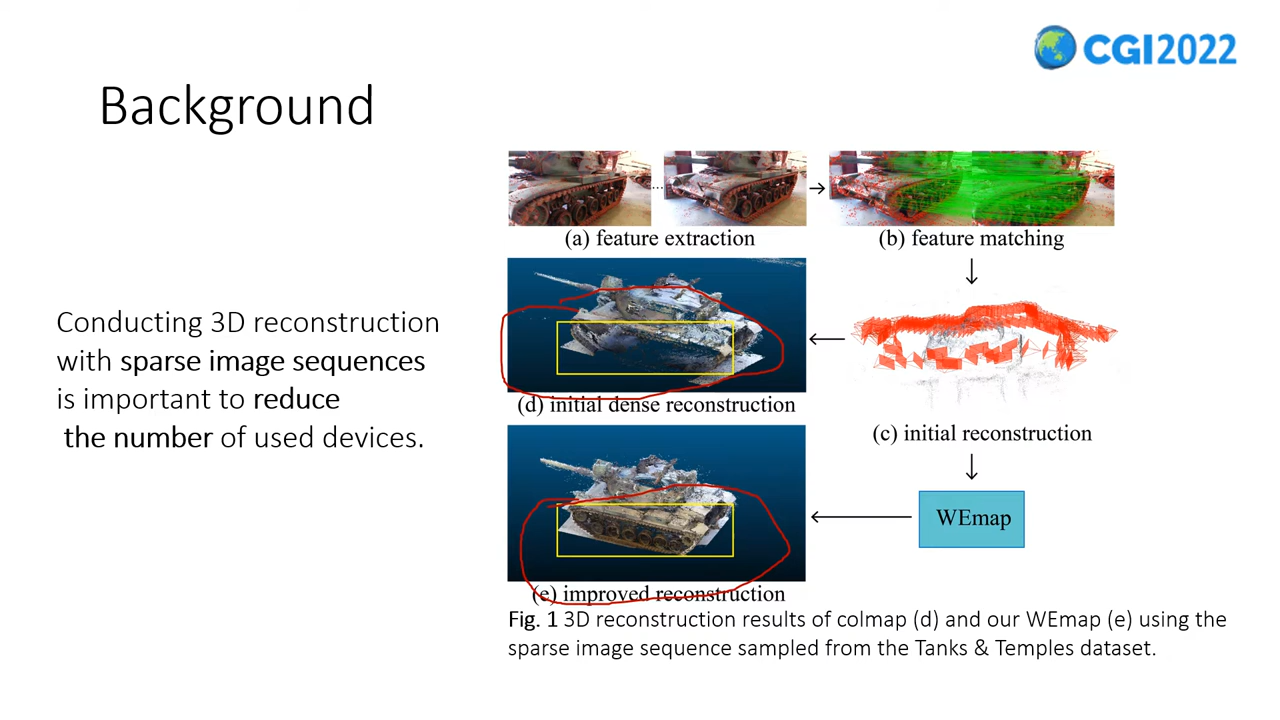 CGI2022
Background
(a) feature extraction
(b) feature matching
Conducting 3D reconstruction
with sparse image sequences
is important to reduce
the number of used devices.
(d) initial dense reconstruction
(c) initial reconstruction
WEmap
(e) improved reconstruction
Fig. 1 3D reconstruction results of colmap (d) and our WEmap (e) using the
sparse image sequence sampled from the Tanks & Temples dataset.